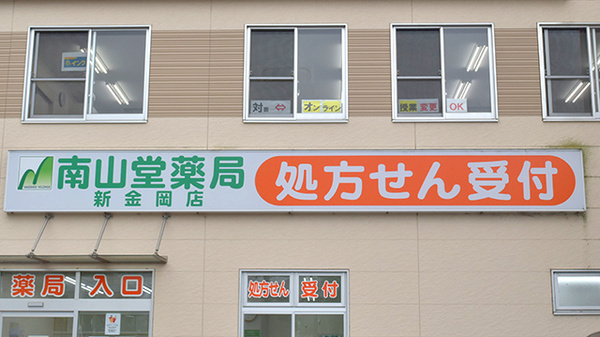 対面 ⇔ オンライン
授業 変更 OK
南山堂薬局
新金岡店
処方せん受付
薬局 入口
処方せん 受付